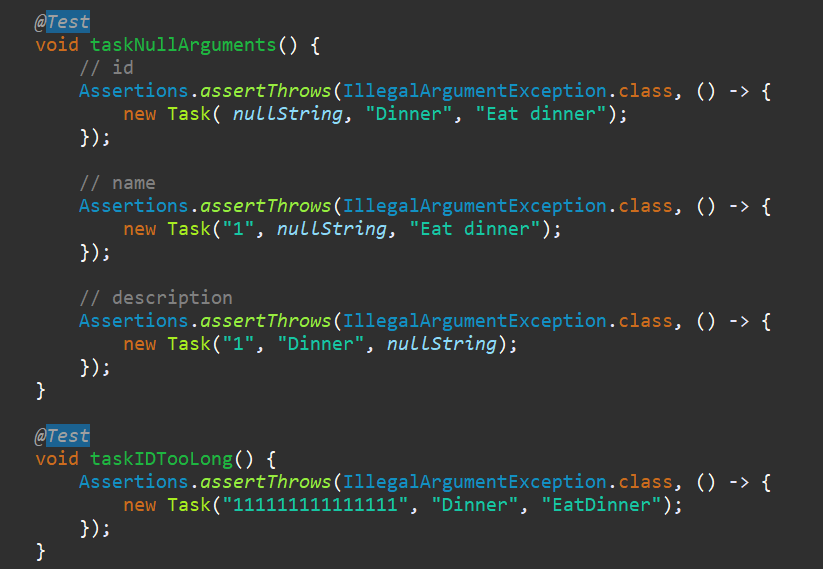 @Test
void taskNullArguments() {
// id
Assertions.assertThrows(IllegalArgumentException.class, () -> {
new Task( nullString, "Dinner", "Eat dinner");
});
// name
Assertions.assertThrows(IllegalArgumentException.class, () -> {
new Task("1", nullString, "Eat dinner");
});
// description
Assertions.assertThrows(IllegalArgumentException.class, () -> {
new Task("1", "Dinner", nullString);
});
}
@Test
void taskIDTooLong() {
Assertions.assertThrows(IllegalArgumentException.class, () -> {
new Task("111111111111111", "Dinner", "EatDinner");
});
}